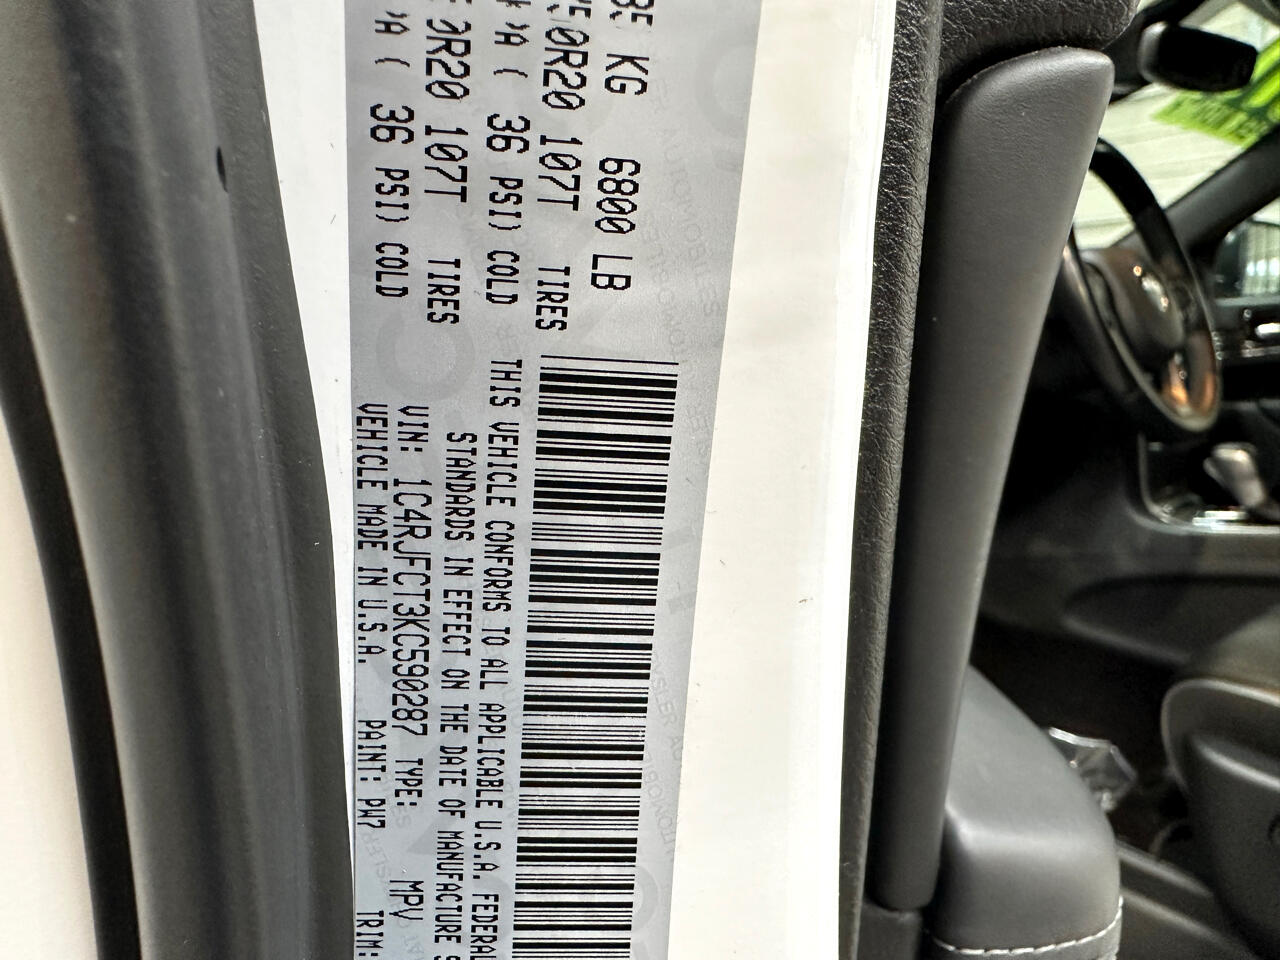 KG 6800 LB
0R20 107T TIRES
36 PSI) COLD
0R20 107T TIRES
36 PSI) COLD
THIS VEHICLE CONFORMS TO ALL APPLICABLE U.S.A. FEDERAL
STANDARDS IN EFFECT ON THE DATE OF MANUFACTURE S
VIN: 1C4RJFCT3KC590287 TYPE: MPV
VEHICLE MADE IN U.S.A. PAINT: PW7 TRIM: